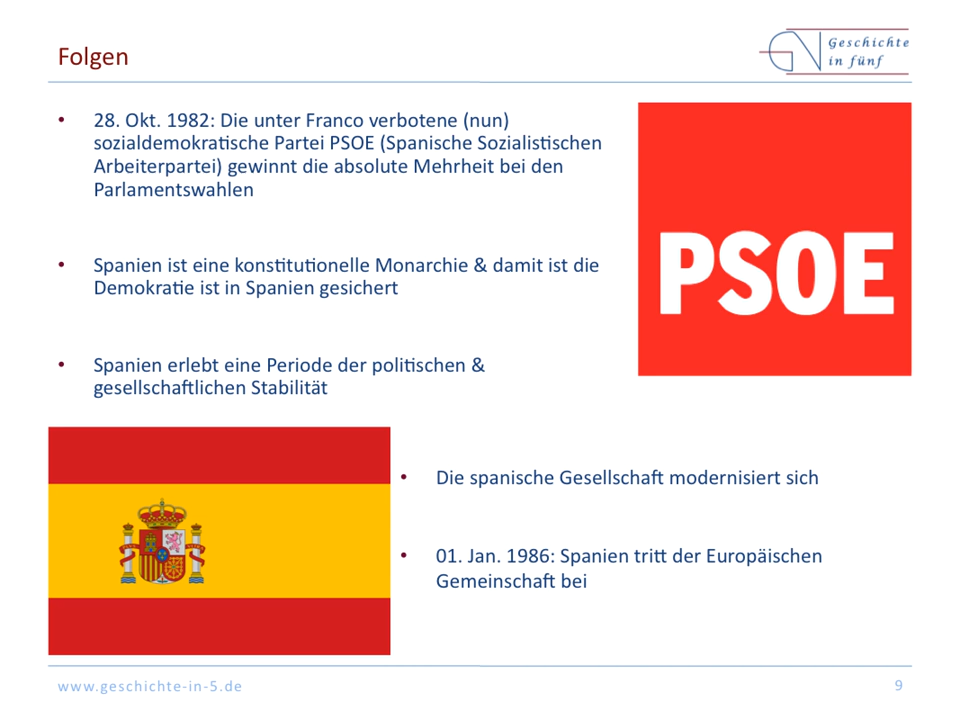 Folgen
Geschichte
in fünf
• 28. Okt. 1982: Die unter Franco verbotene (nun)
sozialdemokratische Partei PSOE (Spanische Sozialistischen
Arbeiterpartei) gewinnt die absolute Mehrheit bei den
Parlamentswahlen
• Spanien ist eine konstitutionelle Monarchie & damit ist die
Demokratie ist in Spanien gesichert
• Spanien erlebt eine Periode der politischen &
gesellschaftlichen Stabilität
PSOE
• Die spanische Gesellschaft modernisiert sich
• 01. Jan. 1986: Spanien tritt der Europäischen
Gemeinschaft bei
www.geschichte-in-5.de
9